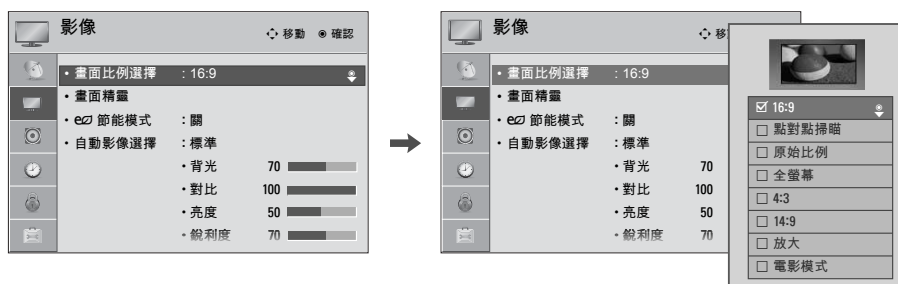 影像
移動 確認
・畫面比例選擇 : 16:9
・畫面精靈
・e 節能模式 : 關
・自動影像選擇 : 標準
・背光 70
・對比 100
・亮度 50
・銳利度 70
影像
移
・畫面比例選擇 : 16:9
・畫面精靈
・e 節能模式 : 關
・自動影像選擇 : 標準
・背光 70
・對比 100
・亮度 50
・銳利度 70
☑ 16:9
☐ 點對點掃瞄
☐ 原始比例
☐ 全螢幕
☐ 4:3
☐ 14:9
☐ 放大
☐ 電影模式